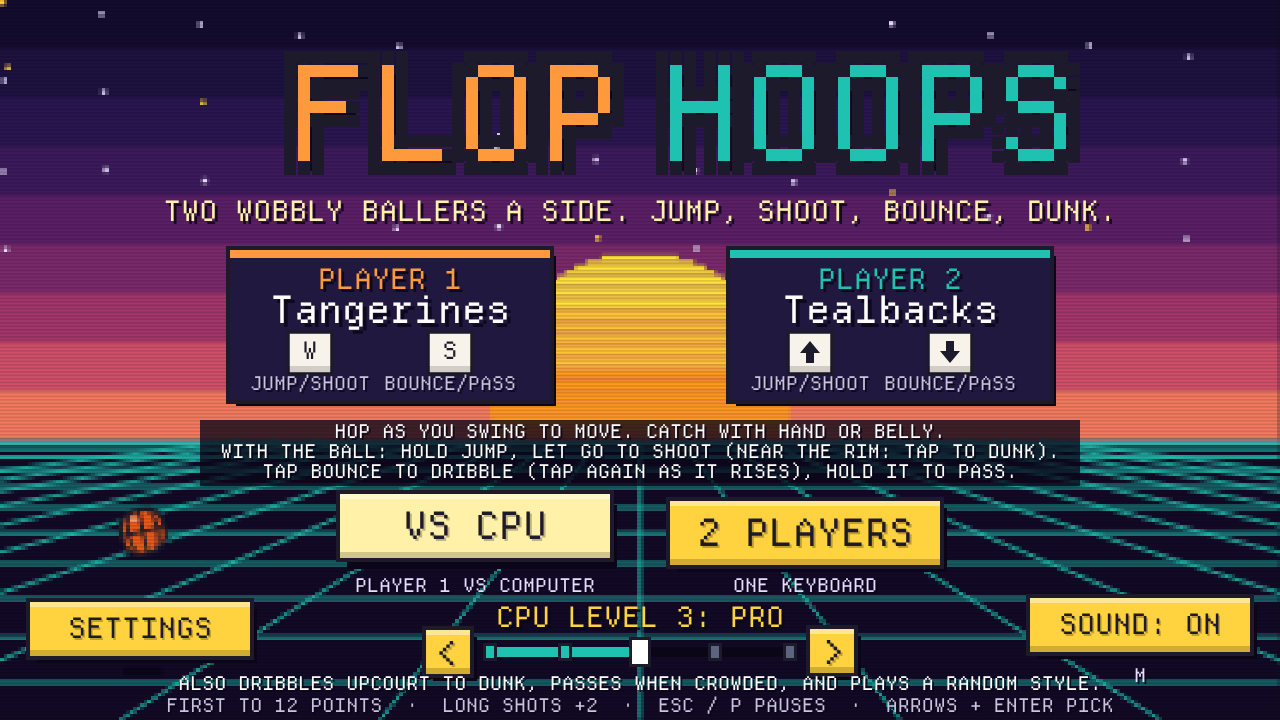 FLOP HOOPS
TWO WOBBLY BALLERS A SIDE. JUMP, SHOOT, BOUNCE, DUNK.
PLAYER 1
Tangerines
W S
JUMP/SHOOT BOUNCE/PASS
PLAYER 2
Tealbacks
JUMP/SHOOT BOUNCE/PASS
HOP AS YOU SWING TO MOVE. CATCH WITH HAND OR BELLY.
WITH THE BALL: HOLD JUMP, LET GO TO SHOOT (NEAR THE RIM: TAP TO DUNK).
TAP BOUNCE TO DRIBBLE (TAP AGAIN AS IT RISES), HOLD IT TO PASS.
VS CPU
2 PLAYERS
PLAYER 1 VS COMPUTER
ONE KEYBOARD
SETTINGS
CPU LEVEL 3: PRO
< >
SOUND: ON
M
ALSO DRIBBLES UPCOURT TO DUNK, PASSES WHEN CROWDED, AND PLAYS A RANDOM STYLE.
FIRST TO 12 POINTS · LONG SHOTS +2 · ESC / P PAUSES · ARROWS + ENTER PICK